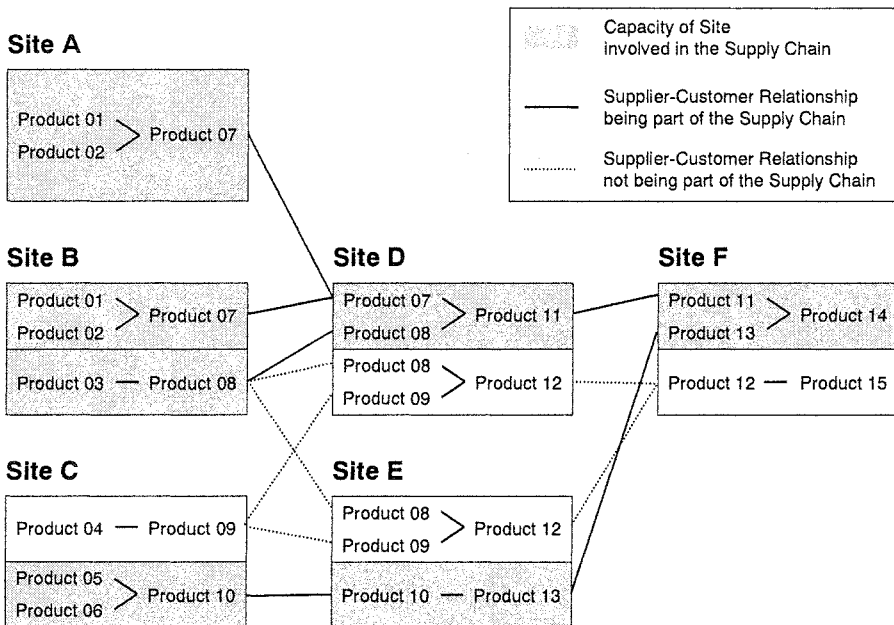 Site A
Product 01
Product 02
Product 07
Capacity of Site
involved in the Supply Chain
Supplier-Customer Relationship
being part of the Supply Chain
Supplier-Customer Relationship
not being part of the Supply Chain
Site B
Product 01
Product 02
Product 07
Product 03
Product 08
Site D
Product 07
Product 08
Product 11
Product 08
Product 09
Product 12
Site F
Product 11
Product 13
Product 14
Product 12
Product 15
Site C
Product 04
Product 09
Product 05
Product 06
Product 10
Site E
Product 08
Product 09
Product 12
Product 10
Product 13